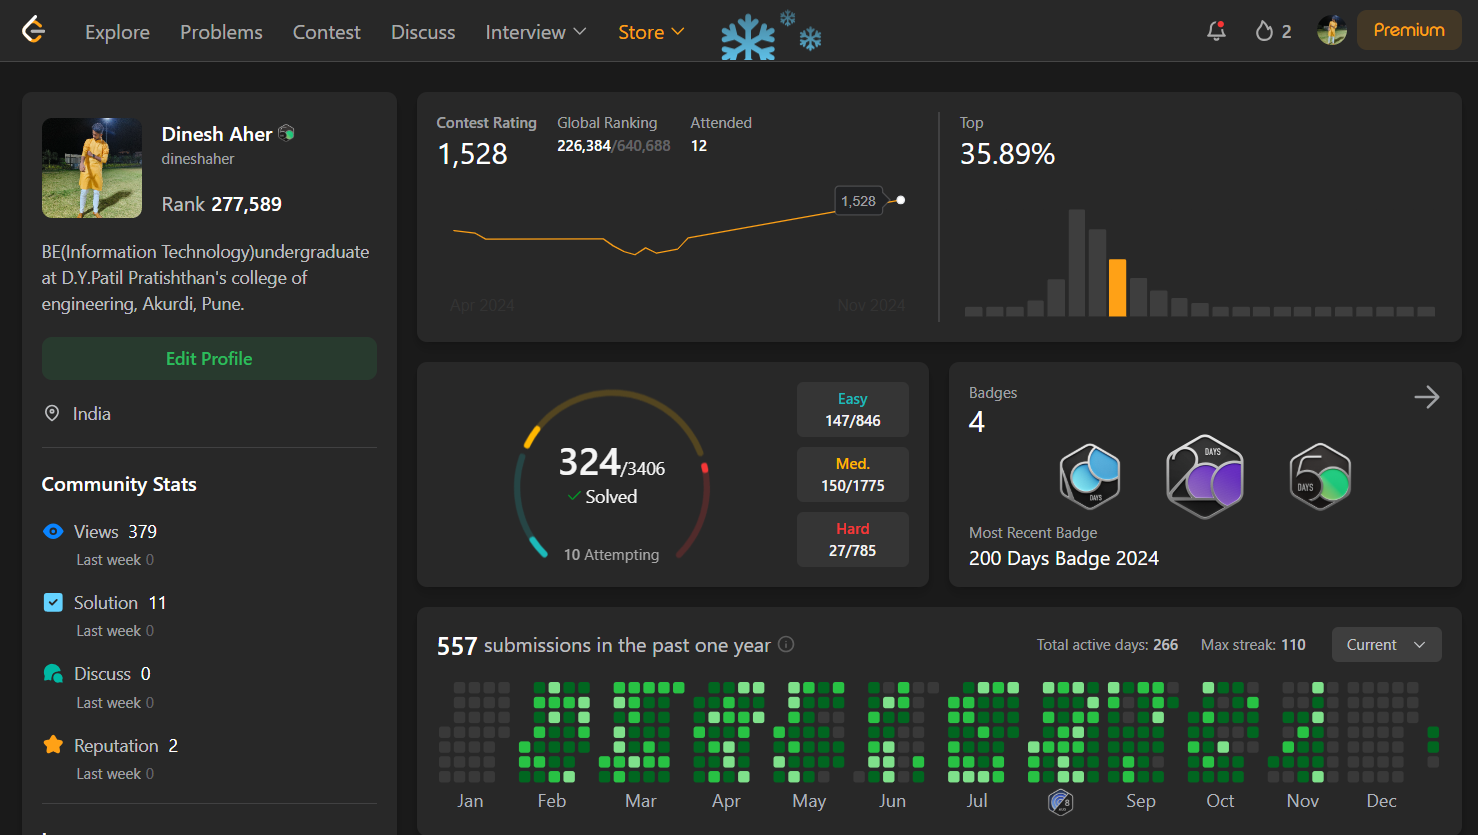 Explore
Problems
Contest
Discuss
Interview
Store
2
Premium
Dinesh Aher
dineshaher
Rank 277,589
BE(Information Technology)undergraduate
at D.Y.Patil Pratishthan's college of
engineering, Akurdi, Pune.
Edit Profile
India
Community Stats
Views 379
Last week 0
Solution 11
Last week 0
Discuss 0
Last week 0
Reputation 2
Last week 0
Contest Rating
1,528
Global Ranking
226,384/640,688
Attended
12
1,528
Apr 2024
Nov 2024
Top
35.89%
324/3406
Solved
10 Attempting
Easy
147/846
Med.
150/1775
Hard
27/785
Badges
4
DAYS
200
DAYS
50
DAYS
Most Recent Badge
200 Days Badge 2024
557 submissions in the past one year
Total active days: 266
Max streak: 110
Current
Jan
Feb
Mar
Apr
May
Jun
Jul
8
Sep
Oct
Nov
Dec